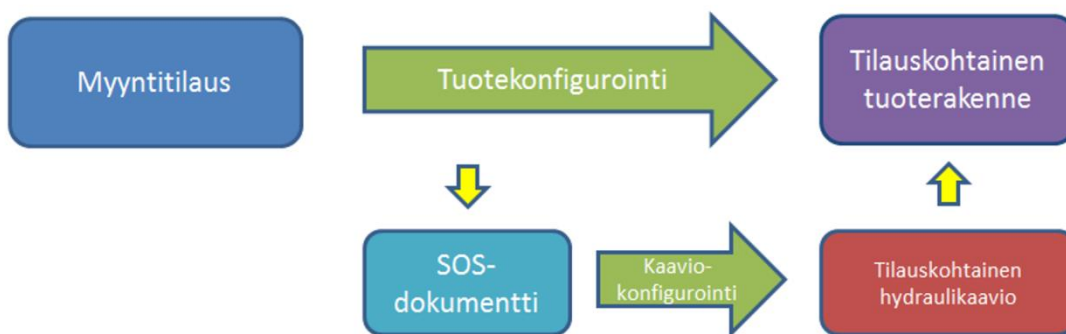 Myyntitilaus
Tuotekonfigurointi
Tilauskohtainen
tuoterakenne
SOS-
dokumentti
Kaavio-
konfigurointi
Tilauskohtainen
hydraulikaavio